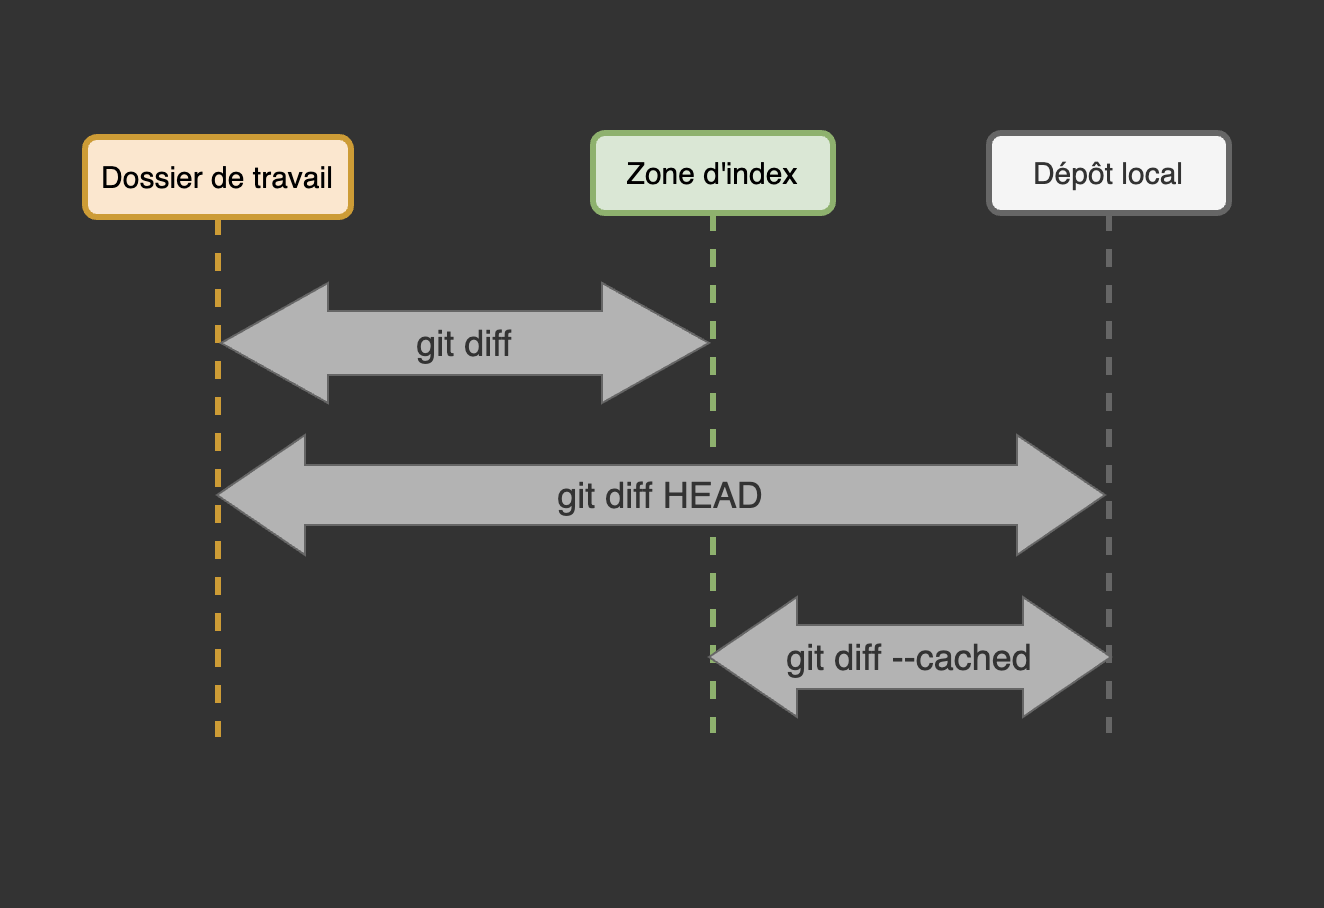 Dossier de travail
Zone d'index
Dépôt local
git diff
git diff HEAD
git diff --cached